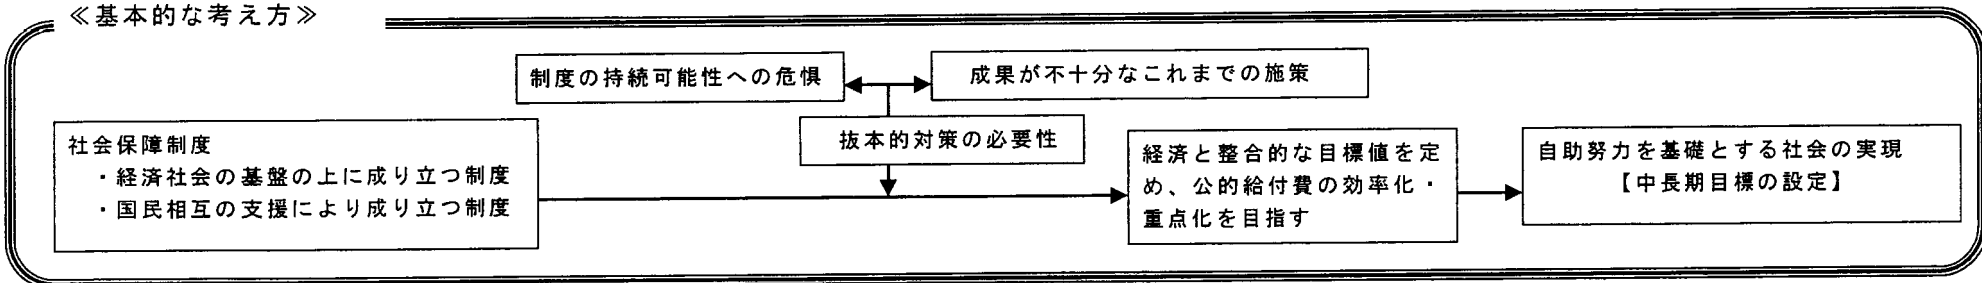 ≪基本的な考え方≫
制度の持続可能性への危惧
成果が不十分なこれまでの施策
抜本的対策の必要性
社会保障制度
・経済社会の基盤の上に成り立つ制度
・国民相互の支援により成り立つ制度
経済と整合的な目標値を定
め、公的給付費の効率化・
重点化を目指す
自助努力を基礎とする社会の実現
【中長期目標の設定】